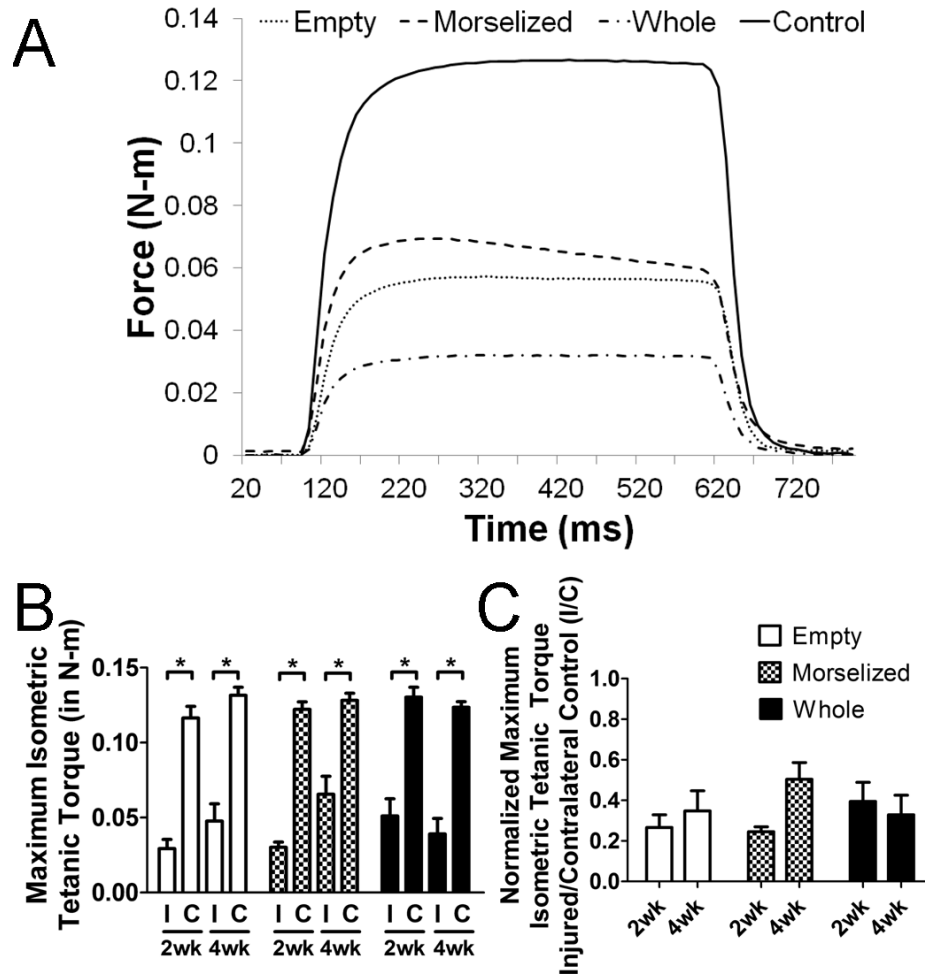 A
Empty Morselized Whole Control
0.14
0.12
0.1
0.08
0.06
0.04
0.02
0
Force (N-m)
20 120 220 320 420 520 620 720
Time (ms)
B
Maximum Isometric
Tetanic Torque (in N-m)
0.15
0.10
0.05
0.00
* * * * * *
I C I C I C I C I C I C
2wk 4wk 2wk 4wk 2wk 4wk
C
Normalized Maximum
Isometric Tetanic Torque
Injured/Contralateral Control (I/C)
1.0
0.8
0.6
0.4
0.2
0.0
Empty
Morselized
Whole
2wk 4wk 2wk 4wk 2wk 4wk